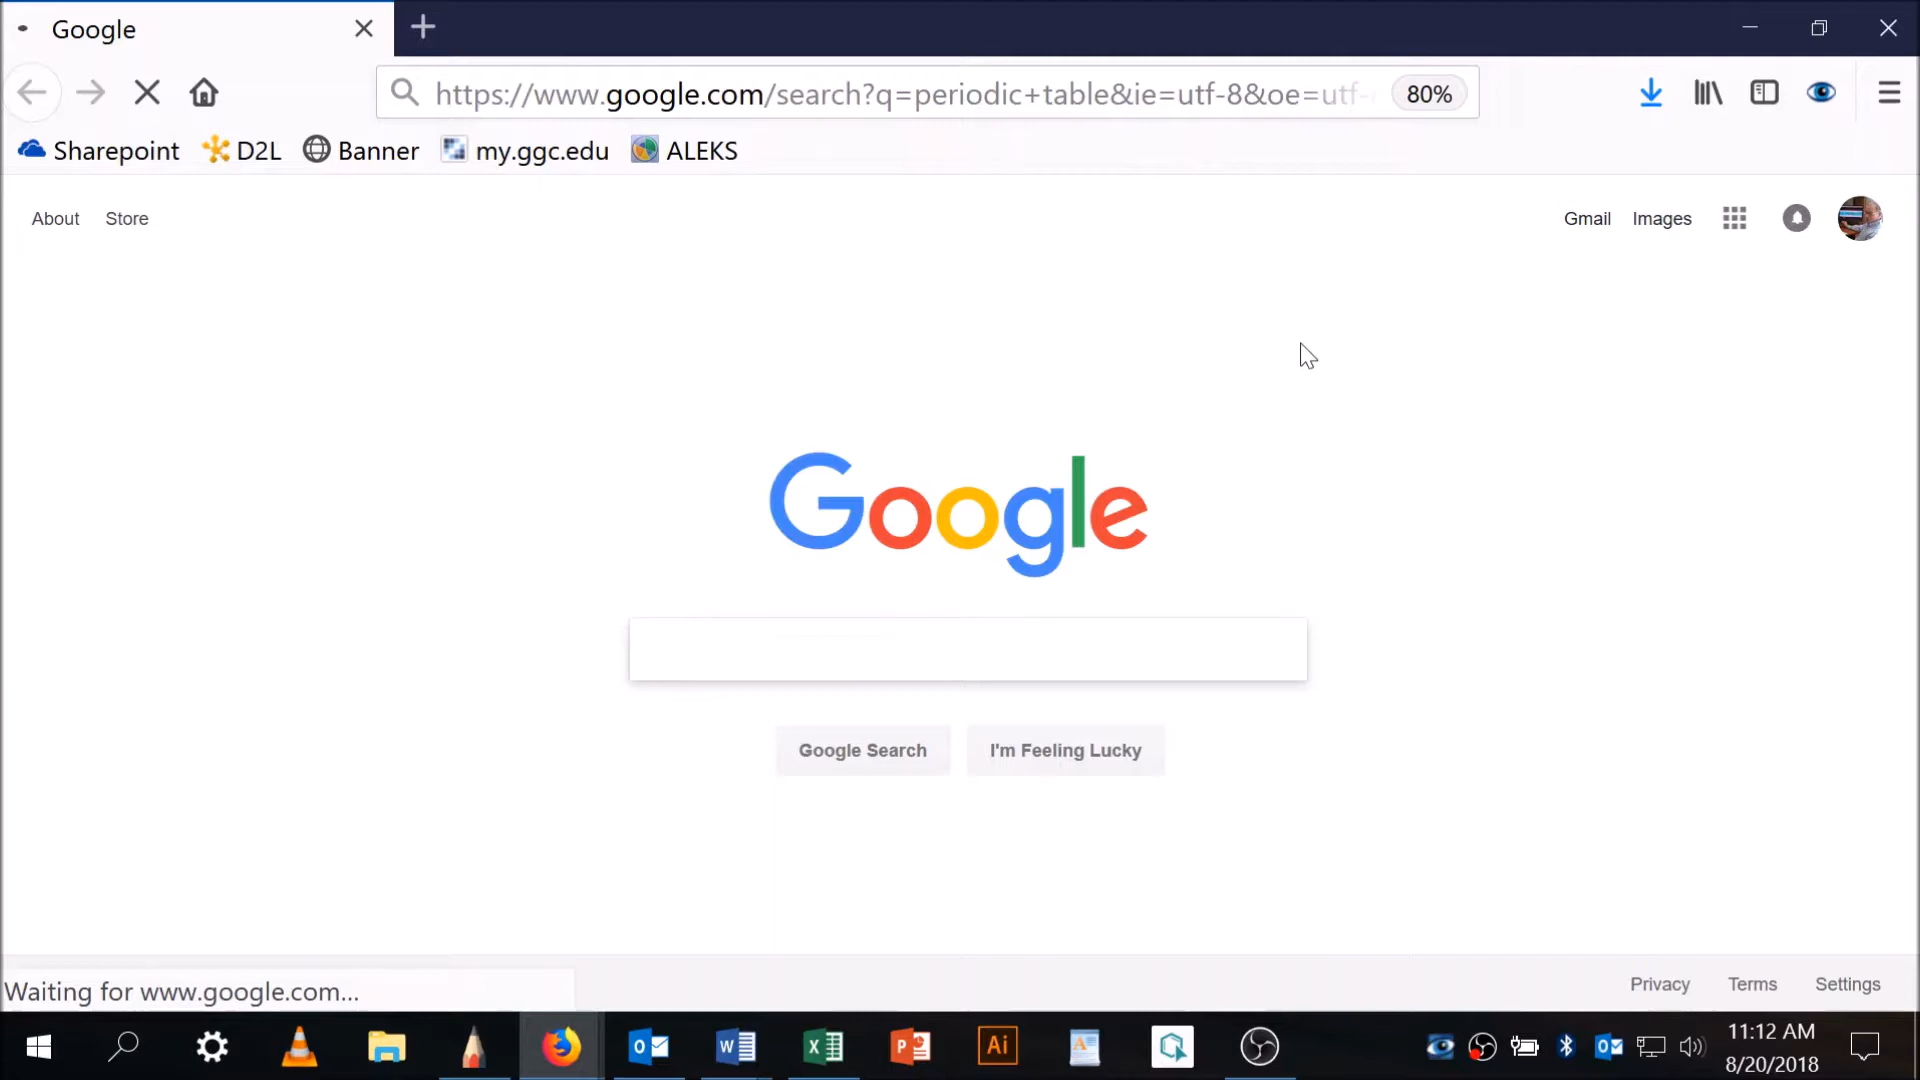 Google
https://www.google.com/search?q=periodic+table&ie=utf-8&oe=utf-
80%
Sharepoint D2L Banner my.ggc.edu ALEKS
About Store Gmail Images
Google
Google Search I'm Feeling Lucky
Waiting for www.google.com...
Privacy Terms Settings
Ai
11:12 AM
8/20/2018